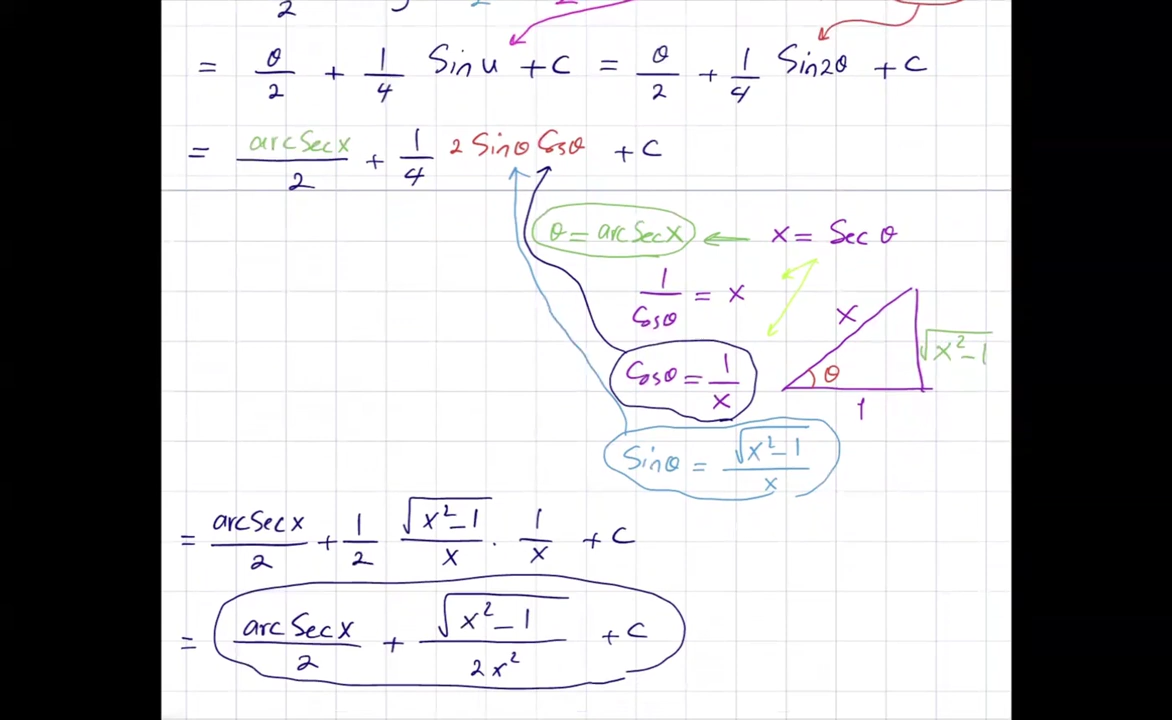 = θ/2 + 1/4 Sin u + C = θ/2 + 1/4 Sin2θ + C
= arcSecx/2 + 1/4 2 Sinθ Cosθ + C
θ = arcSecx ← x = Sec θ
1/Cosθ = x
x
√x²-1
θ
1
Cosθ = 1/x
Sinθ = √x²-1/x
= arcSecx/2 + 1/2 √x²-1/x · 1/x + C
= arcSecx/2 + √x²-1/2x² + C